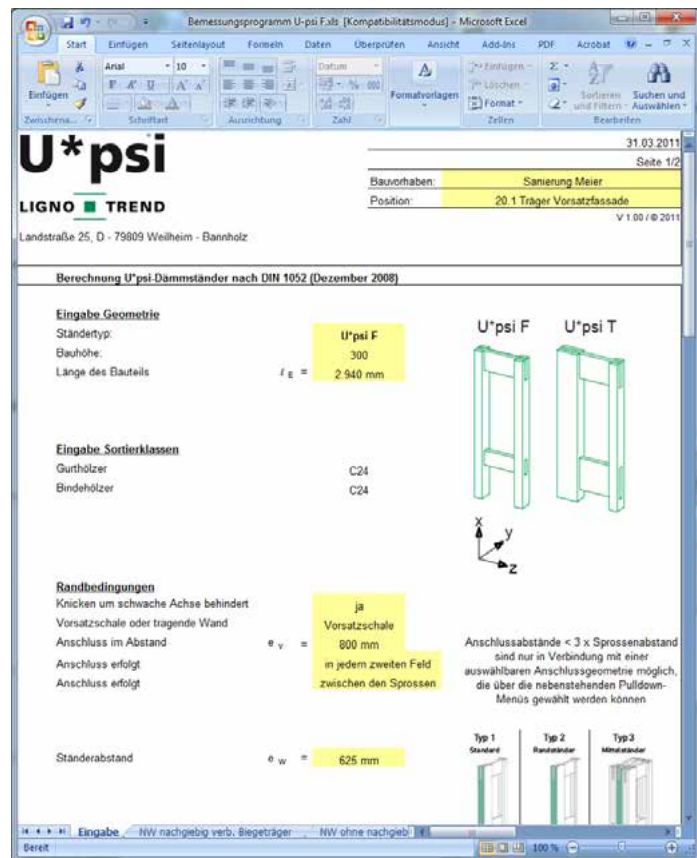 Bemessungsprogramm U-psi F.xls [Kompatibilitätsmodus] - Microsoft Excel
Start Einfügen Seitenlayout Formeln Daten Überprüfen Ansicht Add-Ins PDF Acrobat
Arial 10 Datum Einfügen
F K U Löschen
Einfügen Formatvorlagen Format Sortieren und Filtern Suchen und Auswählen
Zwischena... Schriftart Ausrichtung Zahl Zellen Bearbeiten
31.03.2011
U*psi
Seite 1/2
Bauvorhaben: Sanierung Meier
LIGNO TREND
Position: 20.1 Träger Vorsatzfassade
V 1.00 / © 2011
Landstraße 25, D - 79809 Weilheim - Bannholz
Berechnung U*psi-Dämmständer nach DIN 1052 (Dezember 2008)
Eingabe Geometrie
Ständertyp: U*psi F
Bauhöhe: 300
Länge des Bauteils ℓ E = 2.940 mm
U*psi F U*psi T
Eingabe Sortierklassen
Gurthölzer C24
Bindehölzer C24
x
y
z
Randbedingungen
Knicken um schwache Achse behindert ja
Vorsatzschale oder tragende Wand Vorsatzschale
Anschluss im Abstand e v = 800 mm
Anschluss erfolgt in jedem zweiten Feld
Anschluss erfolgt zwischen den Sprossen
Anschlussabstände < 3 x Sprossenabstand
sind nur in Verbindung mit einer
auswählbaren Anschlussgeometrie möglich,
die über die nebenstehenden Pulldown-
Menüs gewählt werden können
Typ 1 Typ 2 Typ 3
Standard Randständer Mittelständer
Ständerabstand e w = 625 mm
Eingabe NW nachgiebig verb. Biegeträger NW ohne nachgieb
Bereit 100 %